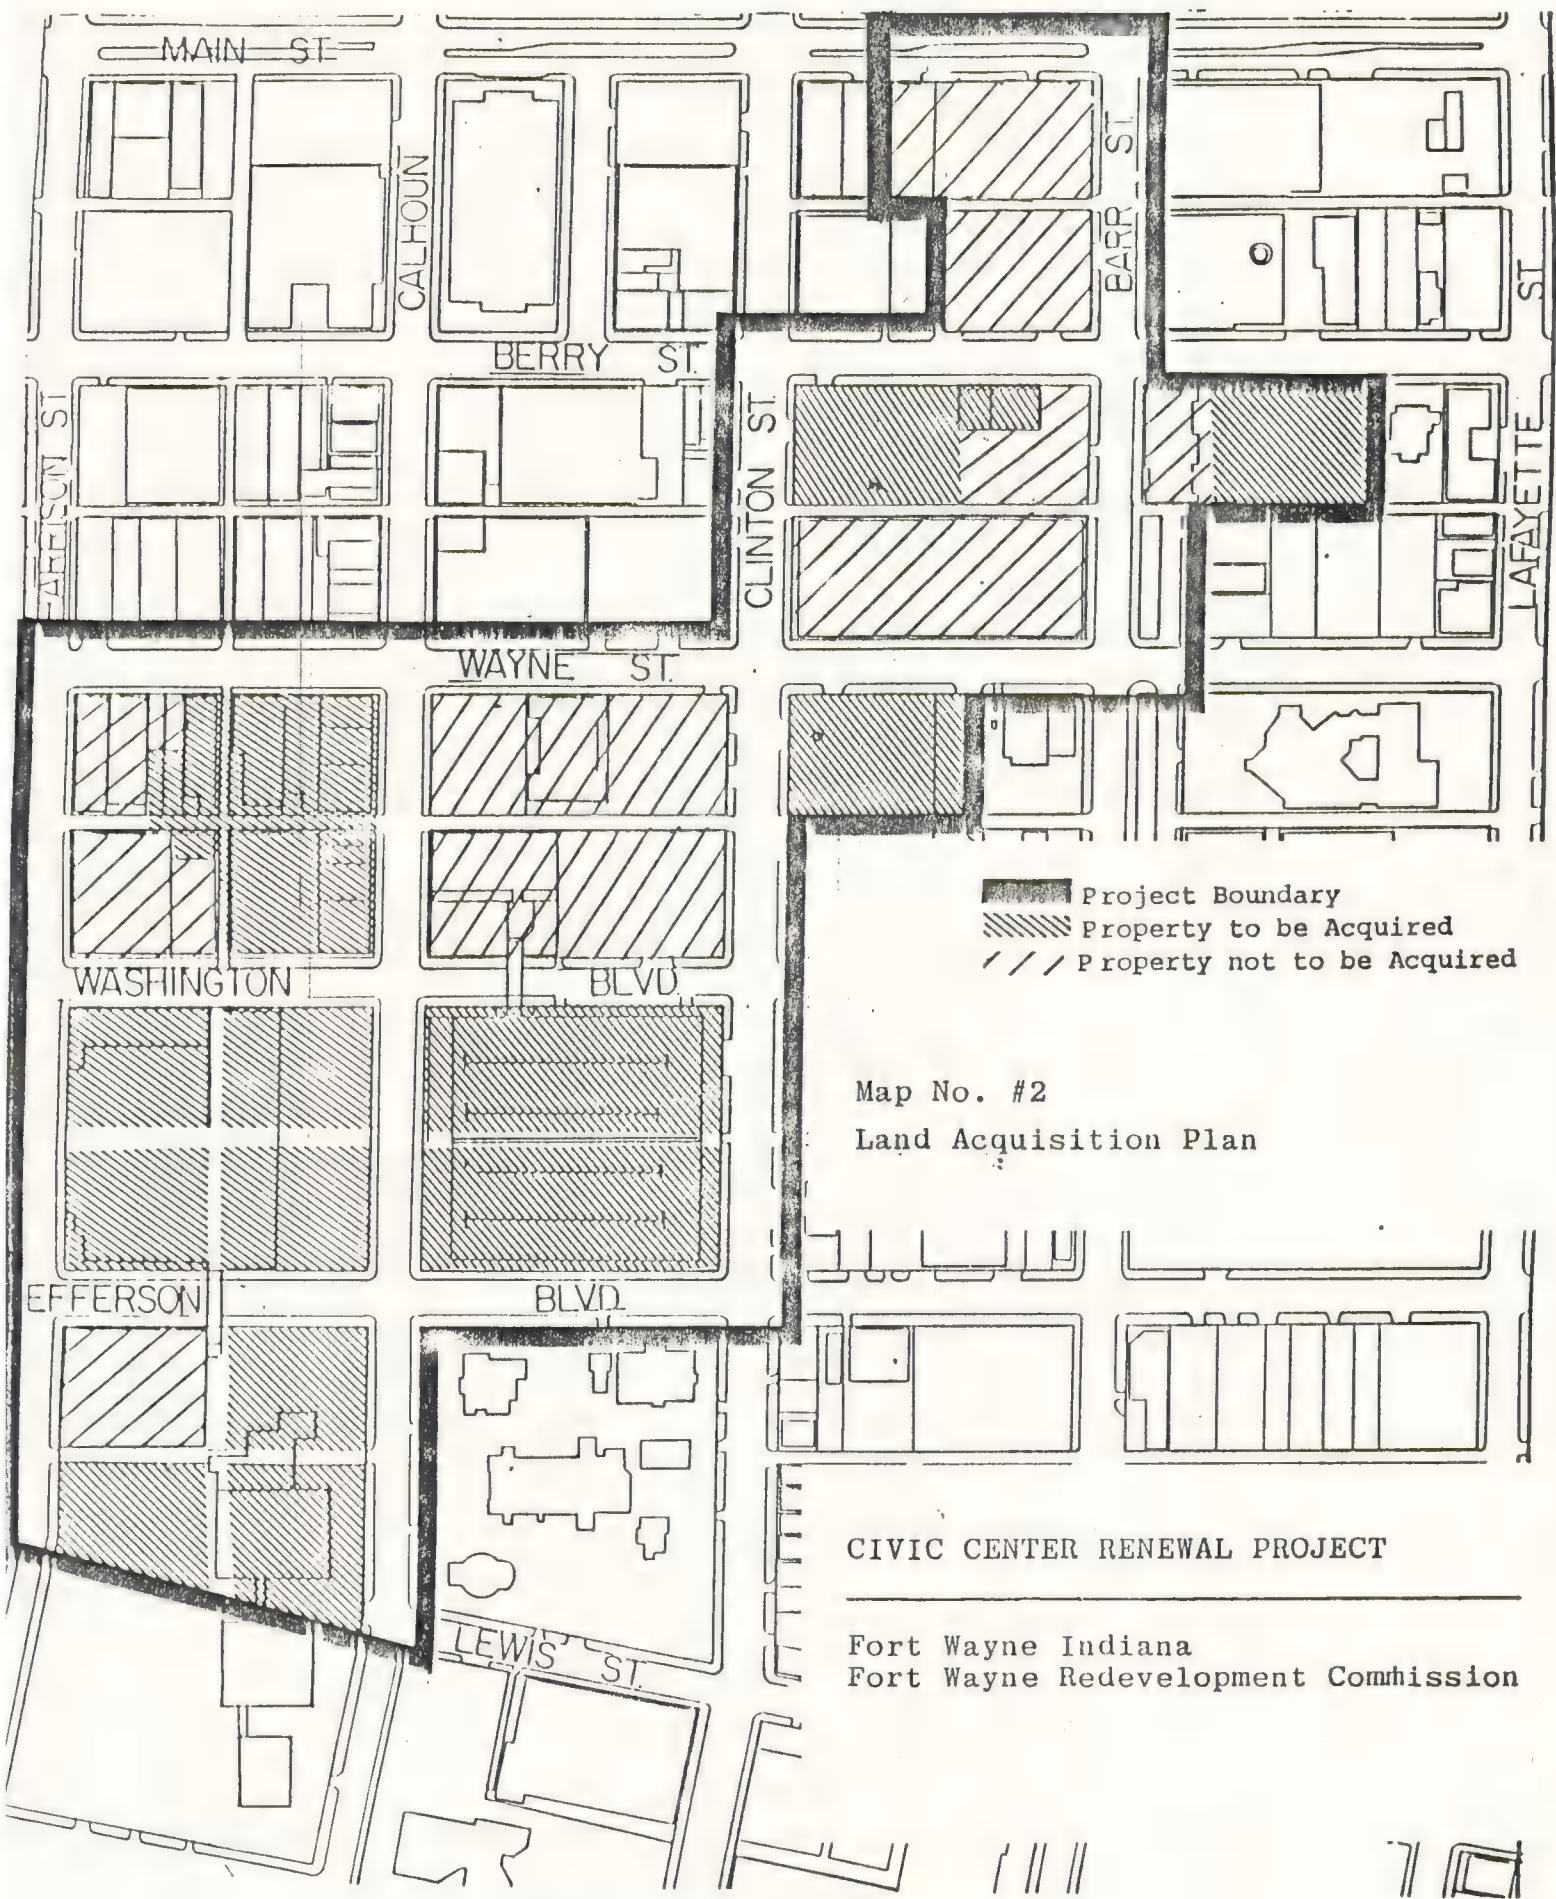 MAIN ST
CALHOUN
BARR ST
ST
BERRY ST.
CLINTON ST.
LAFAYETTE
WAYNE ST.
Project Boundary
Property to be Acquired
Property not to be Acquired
WASHINGTON BLVD
Map No. #2
Land Acquisition Plan
EFFERSON BLVD.
CIVIC CENTER RENEWAL PROJECT
LEWIS ST.
Fort Wayne Indiana
Fort Wayne Redevelopment Commission